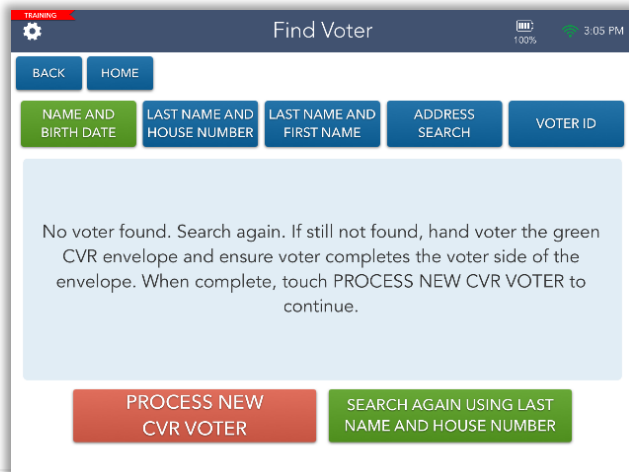 TRAINING
Find Voter
100%
3:05 PM
BACK
HOME
NAME AND
BIRTH DATE
LAST NAME AND
HOUSE NUMBER
LAST NAME AND
FIRST NAME
ADDRESS
SEARCH
VOTER ID
No voter found. Search again. If still not found, hand voter the green
CVR envelope and ensure voter completes the voter side of the
envelope. When complete, touch PROCESS NEW CVR VOTER to
continue.
PROCESS NEW
CVR VOTER
SEARCH AGAIN USING LAST
NAME AND HOUSE NUMBER